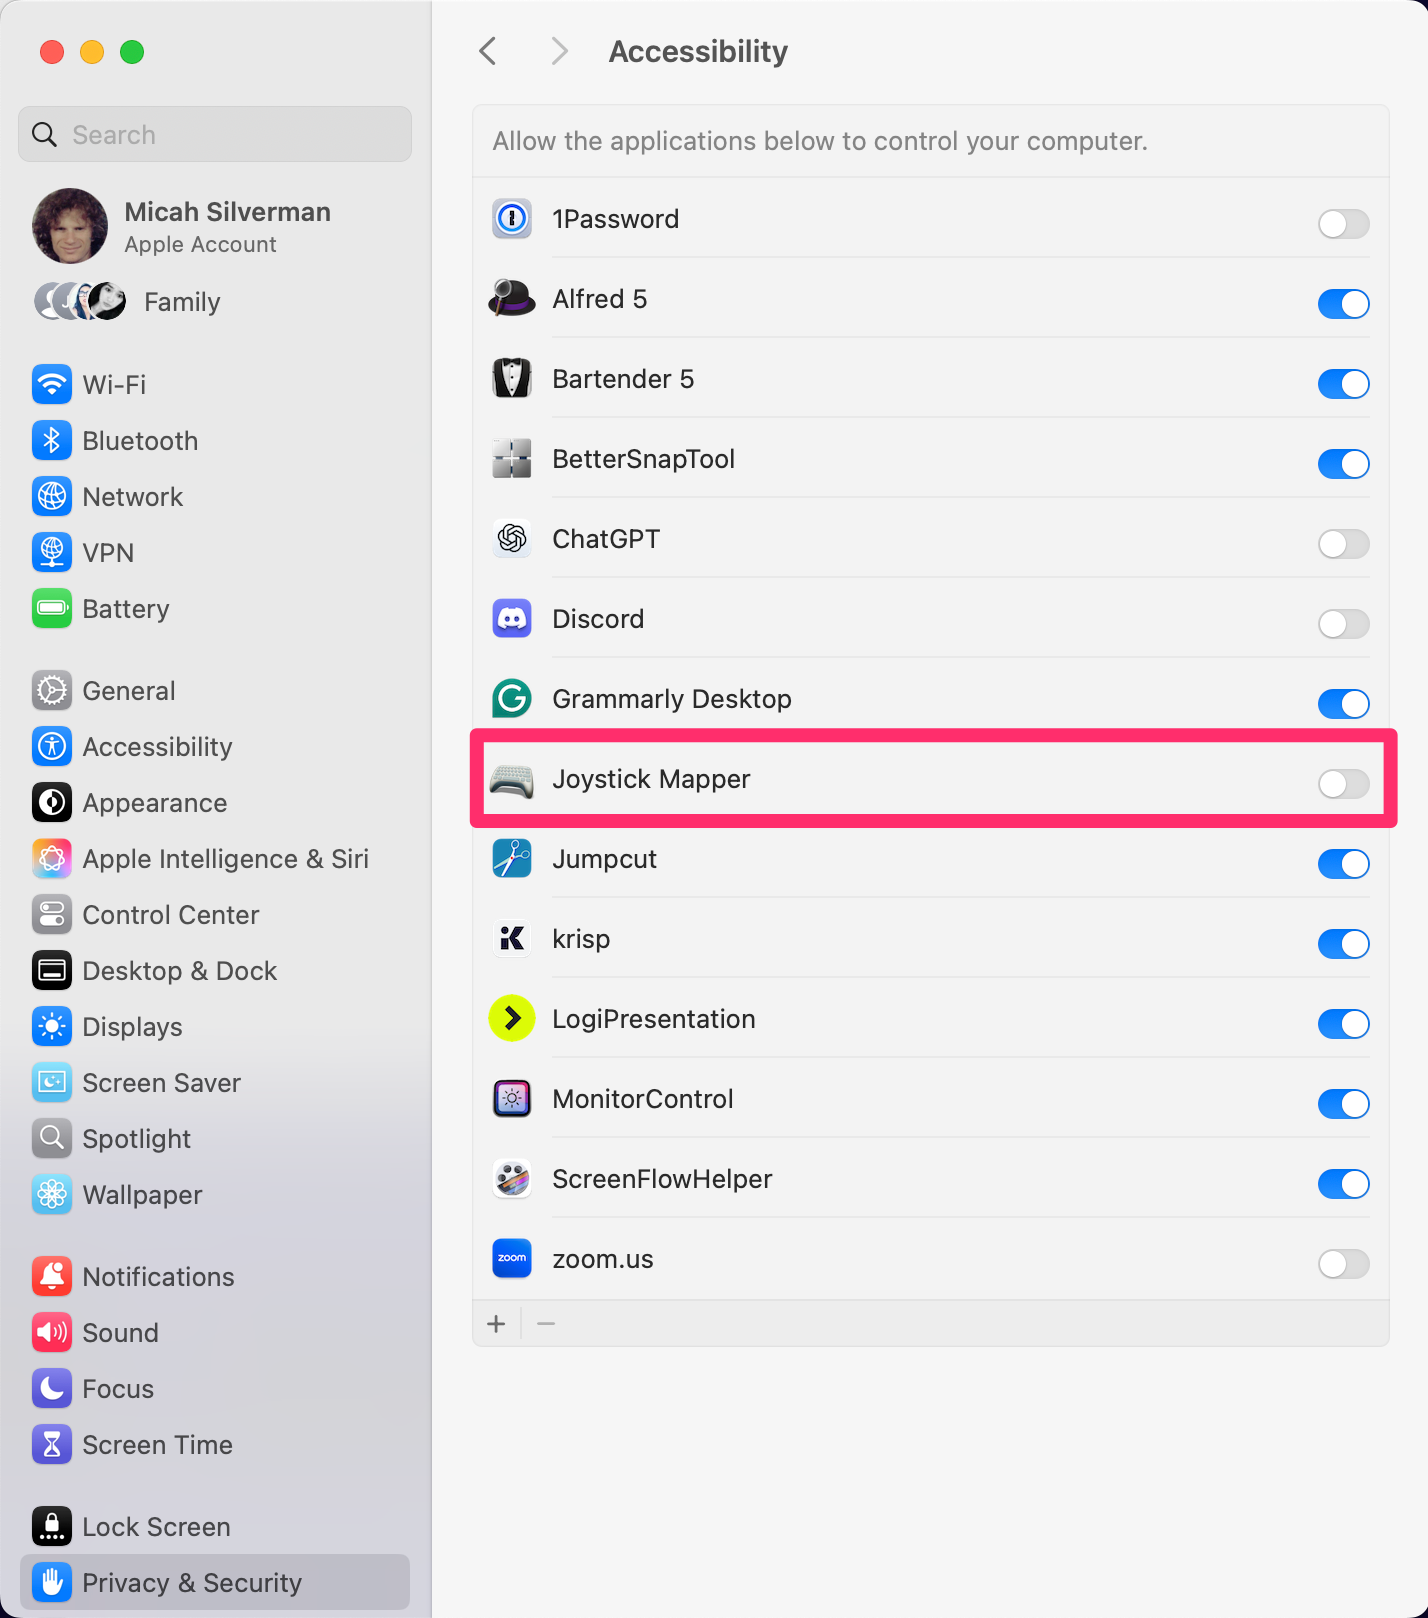 Search
Micah Silverman
Apple Account
Family
Wi-Fi
Bluetooth
Network
VPN
Battery
General
Accessibility
Appearance
Apple Intelligence & Siri
Control Center
Desktop & Dock
Displays
Screen Saver
Spotlight
Wallpaper
Notifications
Sound
Focus
Screen Time
Lock Screen
Privacy & Security
Accessibility
Allow the applications below to control your computer.
1Password
Alfred 5
Bartender 5
BetterSnapTool
ChatGPT
Discord
Grammarly Desktop
Joystick Mapper
Jumpcut
krisp
LogiPresentation
MonitorControl
ScreenFlowHelper
zoom
zoom.us